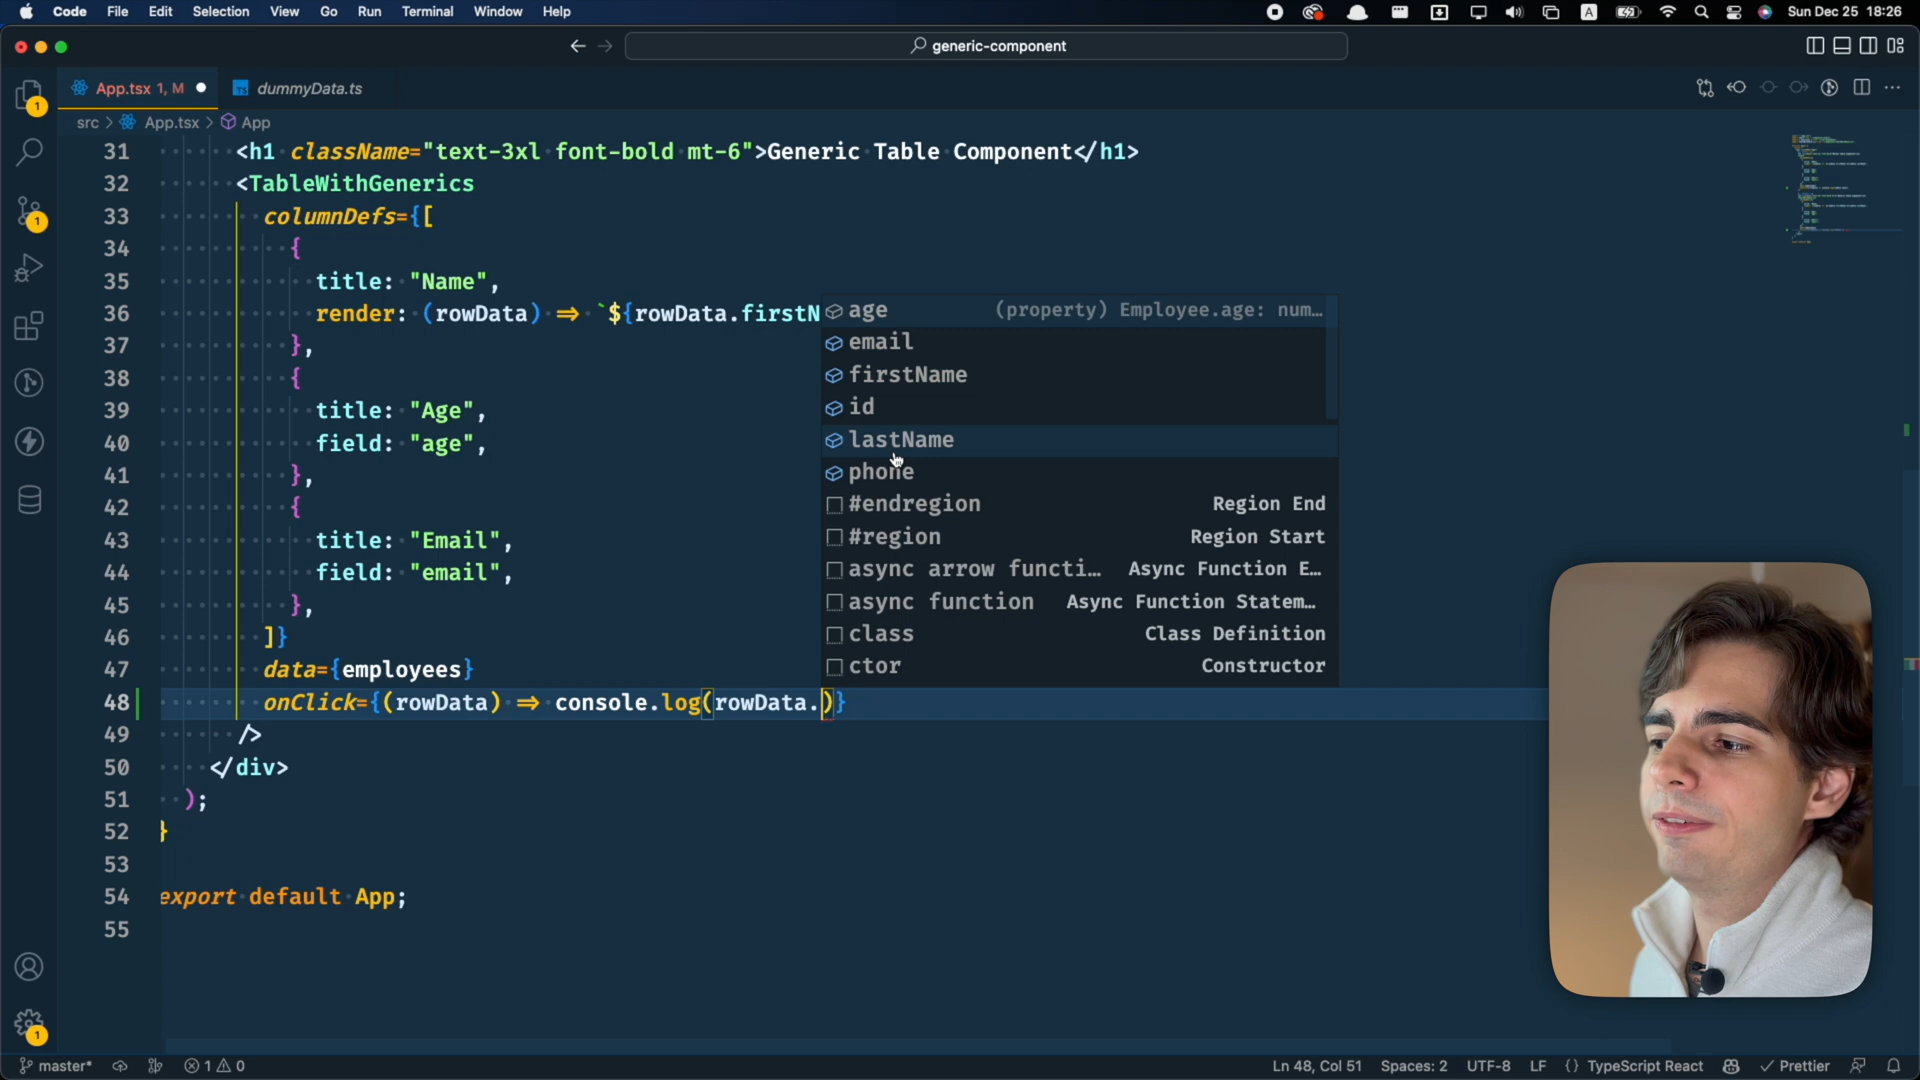 Code File Edit Selection View Go Run Terminal Window Help A Sun Dec 25 18:26
generic-component
App.tsx 1, M dummyData.ts
src > App.tsx > App
31 <h1 className="text-3xl font-bold mt-6">Generic Table Component</h1>
32 <TableWithGenerics
33 columnDefs={[
34 {
35 title: "Name",
36 render: (rowData) => `${rowData.firstN
37 },
38 {
39 title: "Age",
40 field: "age",
41 },
42 {
43 title: "Email",
44 field: "email",
45 },
46 ]}
47 data={employees}
48 onClick={(rowData) => console.log(rowData.)}
49 />
50 </div>
51 );
52 }
53
54 export default App;
55
age (property) Employee.age: num…
email
firstName
id
lastName
phone
#endregion Region End
#region Region Start
async arrow functi… Async Function E…
async function Async Function Statem…
class Class Definition
ctor Constructor
1
1
1
master* 1 0 Ln 48, Col 51 Spaces: 2 UTF-8 LF {} TypeScript React Prettier